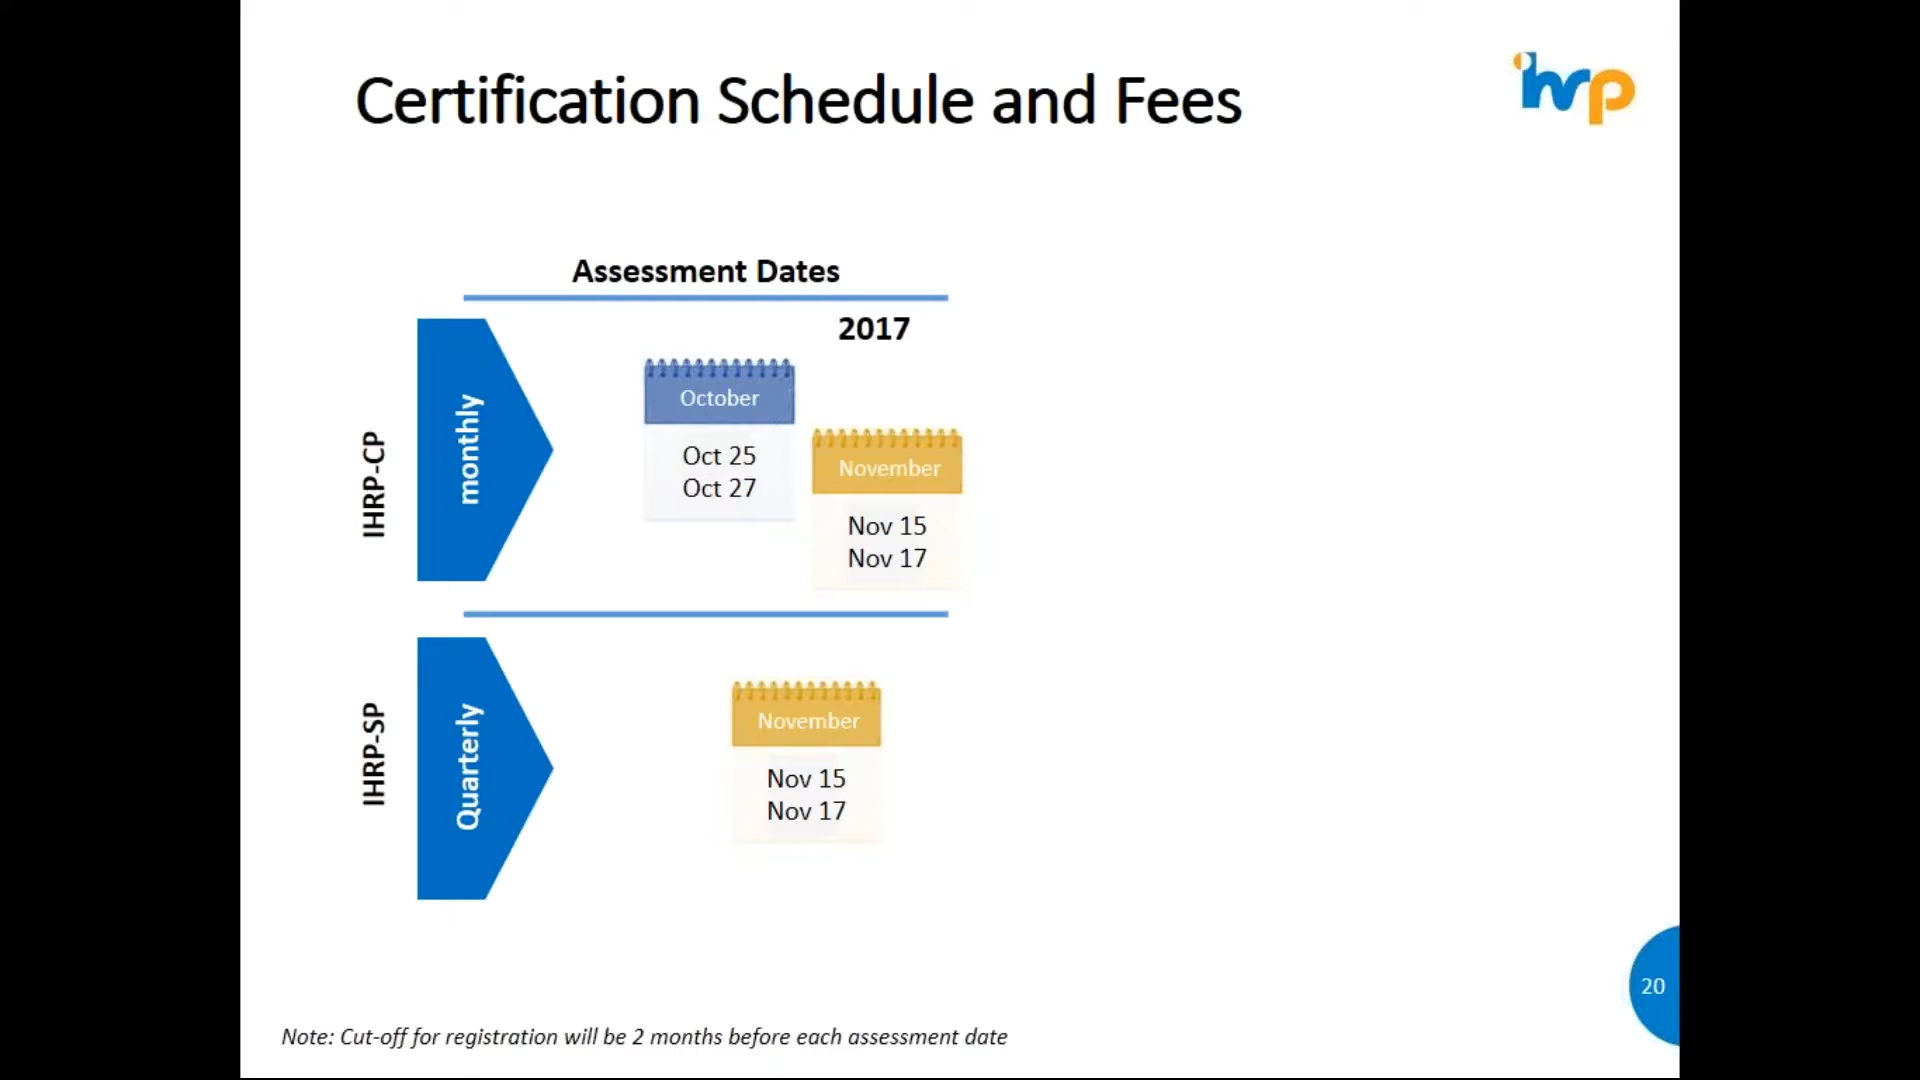 Certification Schedule and Fees
ihrp
Assessment Dates
2017
IHRP-CP
monthly
October
Oct 25
Oct 27
November
Nov 15
Nov 17
IHRP-SP
Quarterly
November
Nov 15
Nov 17
20
Note: Cut-off for registration will be 2 months before each assessment date